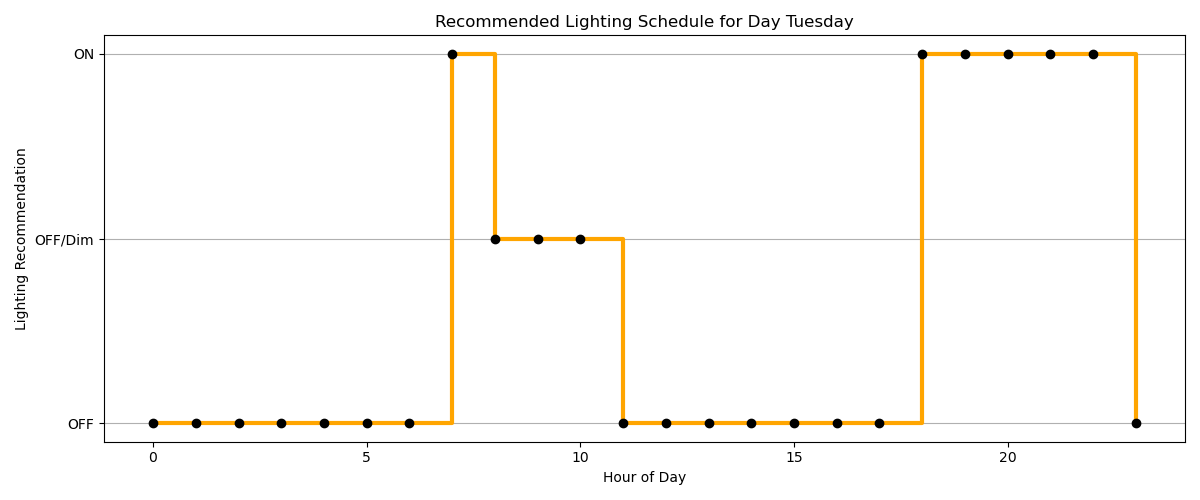 Recommended Lighting Schedule for Day Tuesday
Lighting Recommendation
ON
OFF/Dim
OFF
0 5 10 15 20
Hour of Day